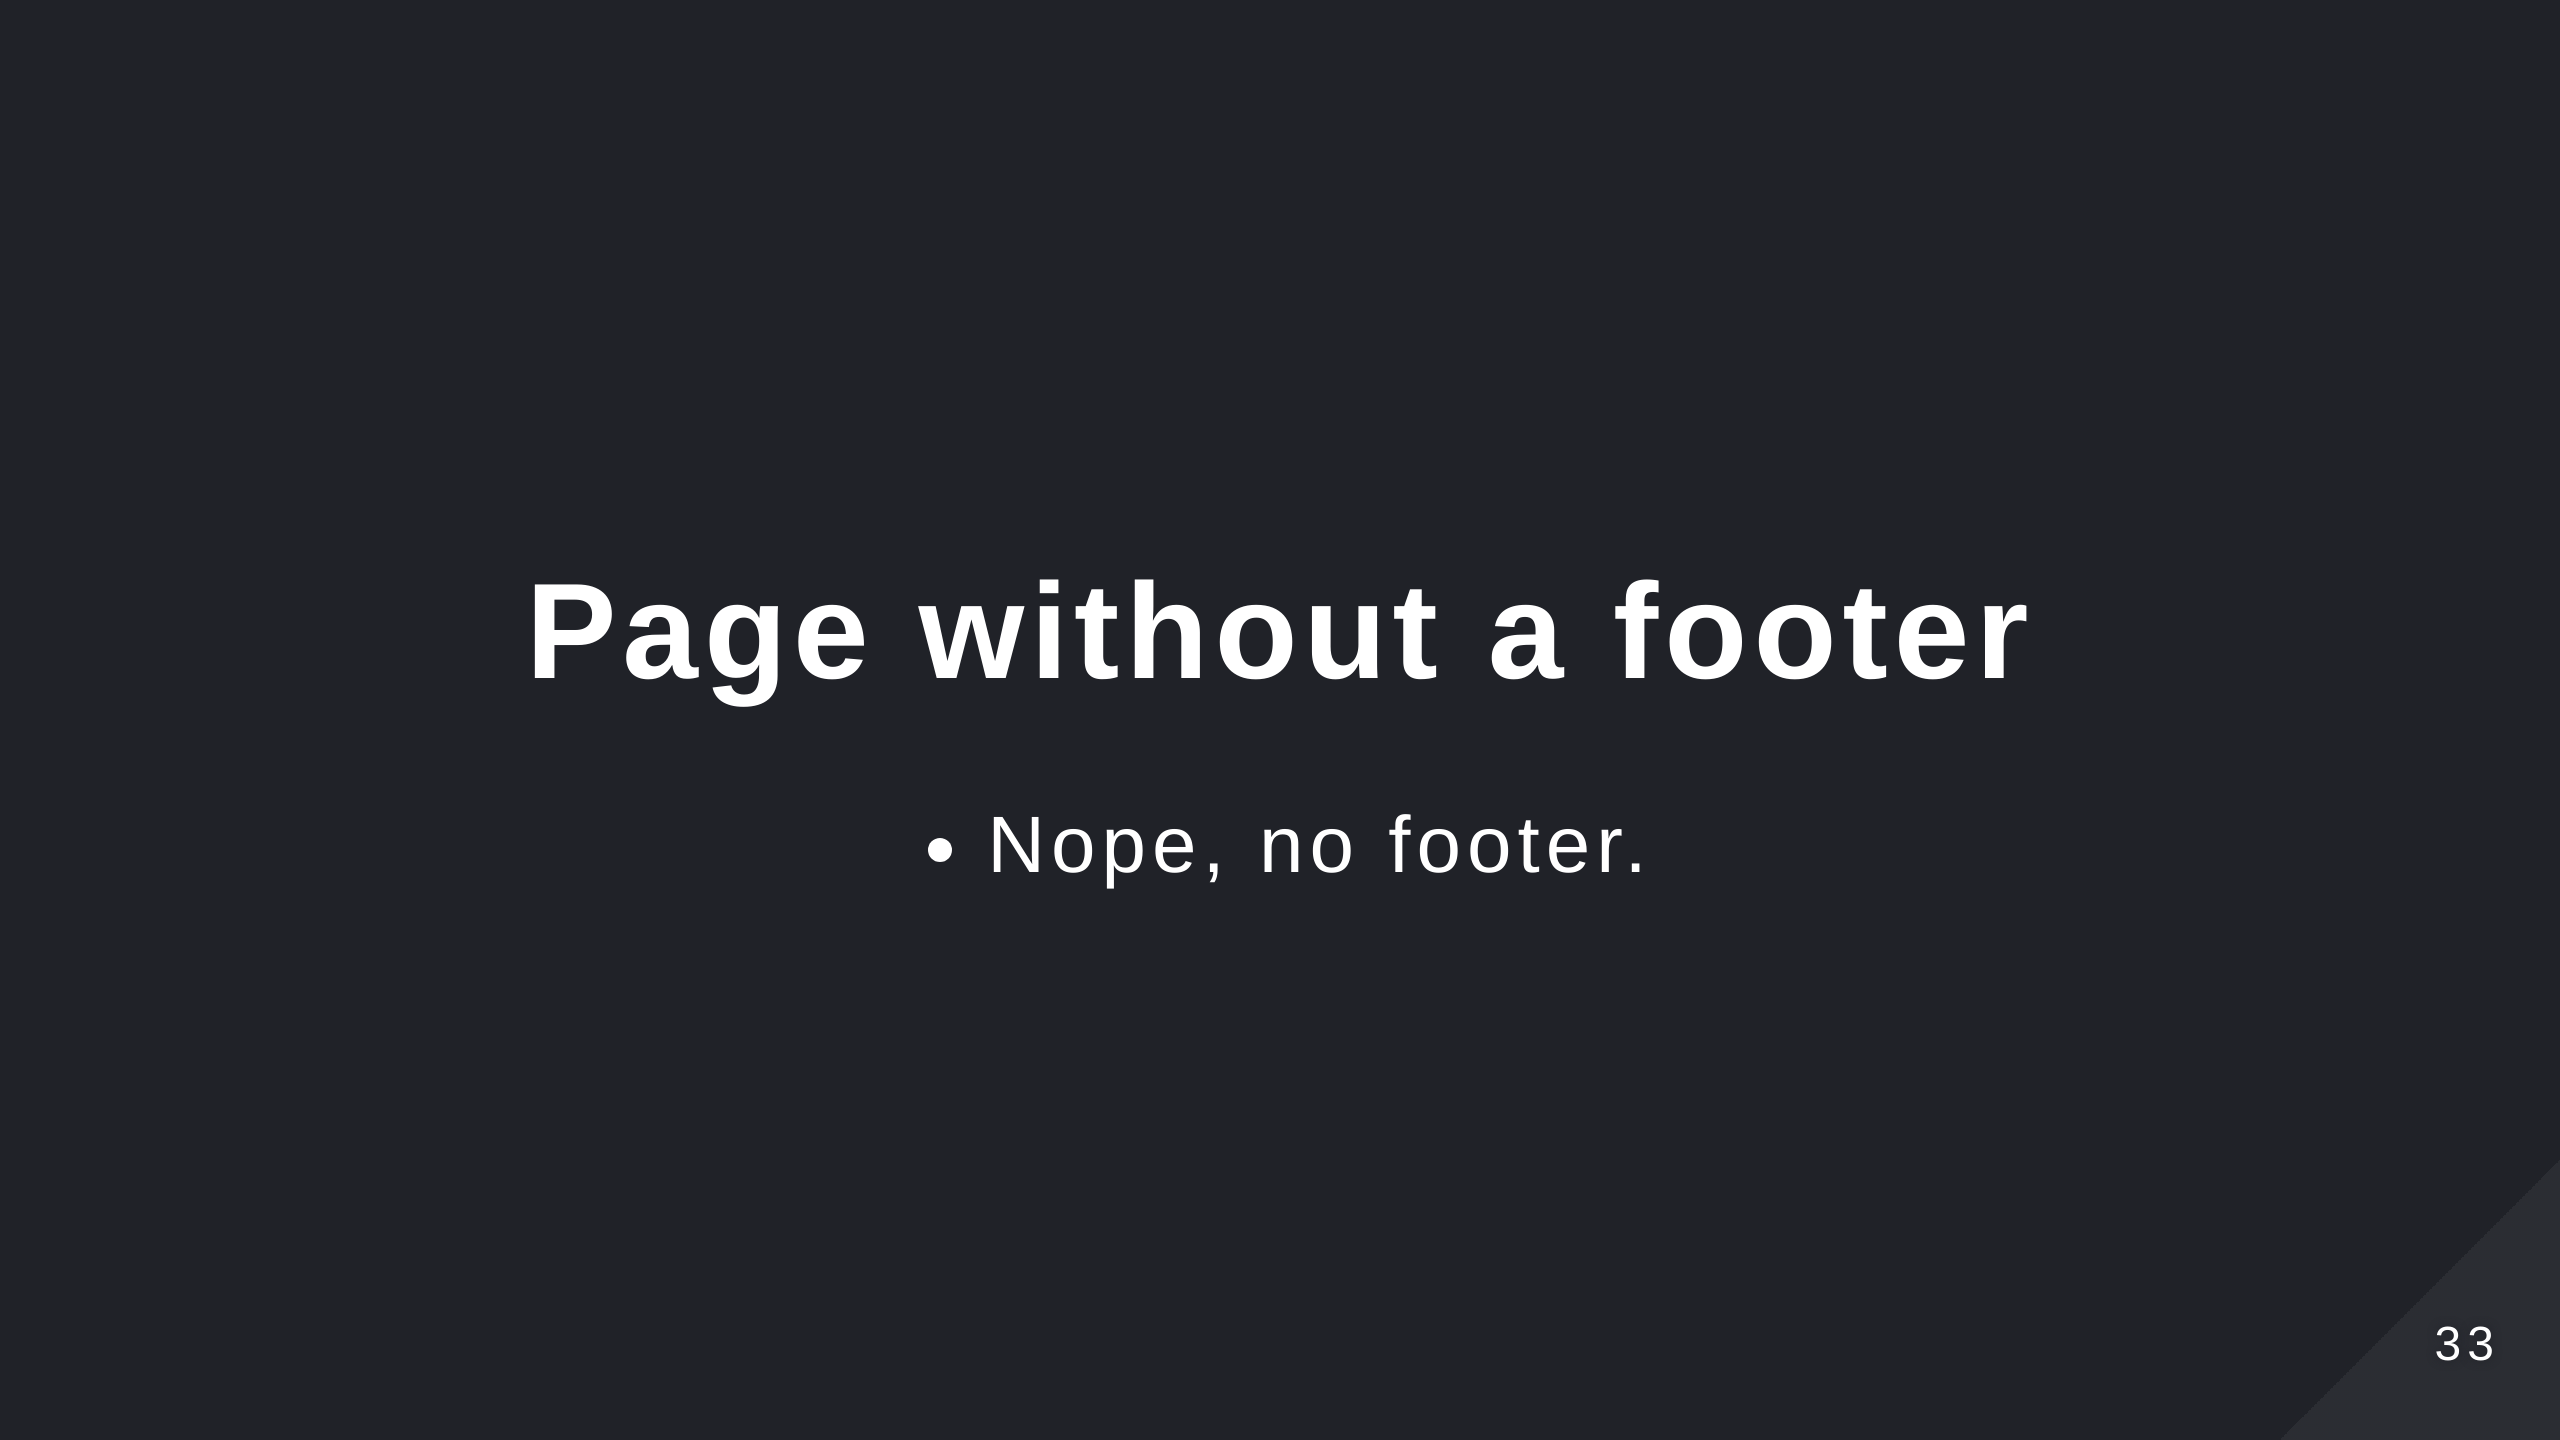 Page without a footer
• Nope, no footer.
33